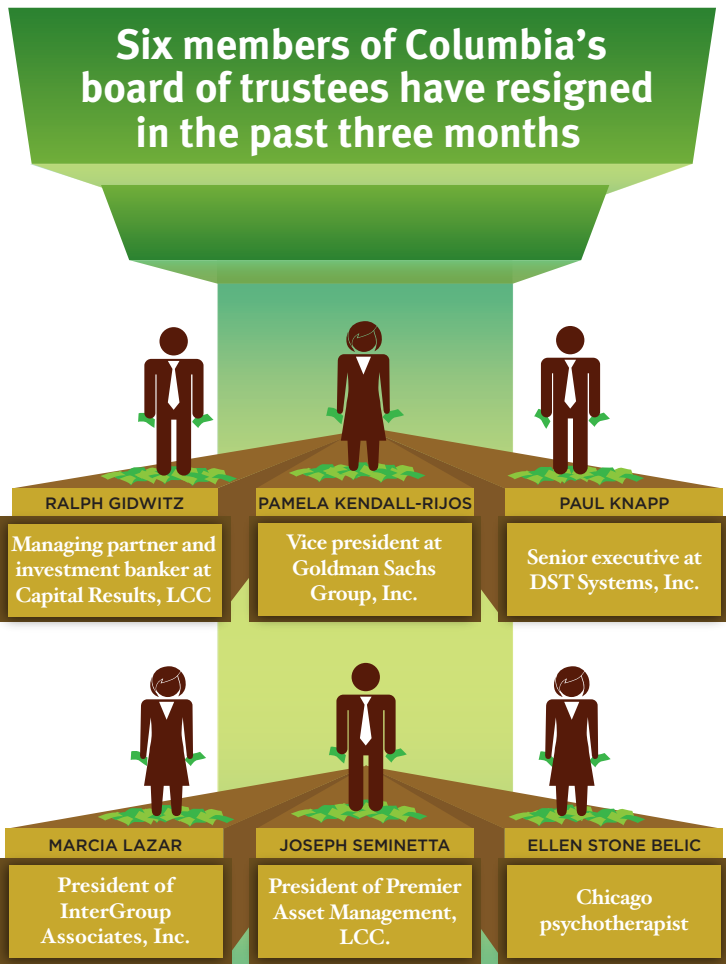 Six members of Columbia's
board of trustees have resigned
in the past three months
RALPH GIDWITZ
Managing partner and
investment banker at
Capital Results, LCC
PAMELA KENDALL-RIJOS
Vice president at
Goldman Sachs
Group, Inc.
PAUL KNAPP
Senior executive at
DST Systems, Inc.
MARCIA LAZAR
President of
InterGroup
Associates, Inc.
JOSEPH SEMINETTA
President of Premier
Asset Management,
LCC.
ELLEN STONE BELIC
Chicago
psychotherapist